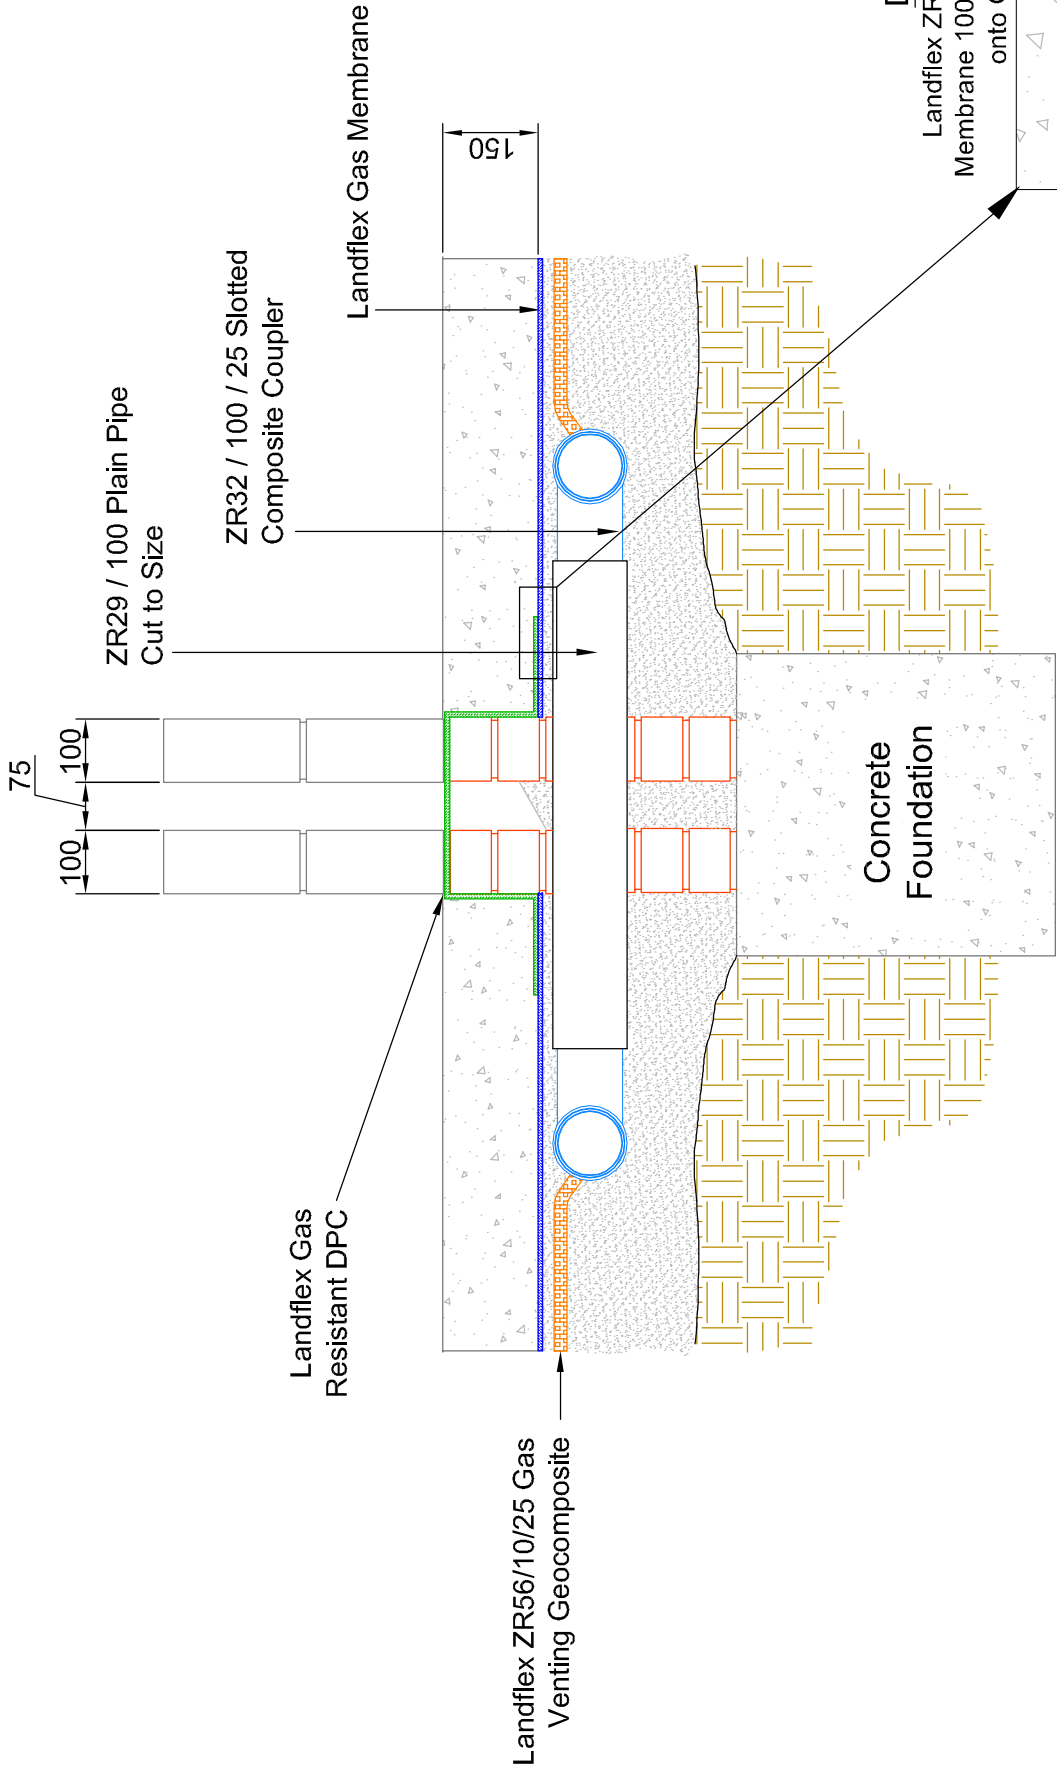 75
100
100
ZR29 / 100 Plain Pipe
Cut to Size
ZR32 / 100 / 25 Slotted
Composite Coupler
Landflex Gas Membrane
150
Landflex Gas
Resistant DPC
Landflex ZR56/10/25 Gas
Venting Geocomposite
Concrete
Foundation
Landflex ZR
Membrane 100
onto